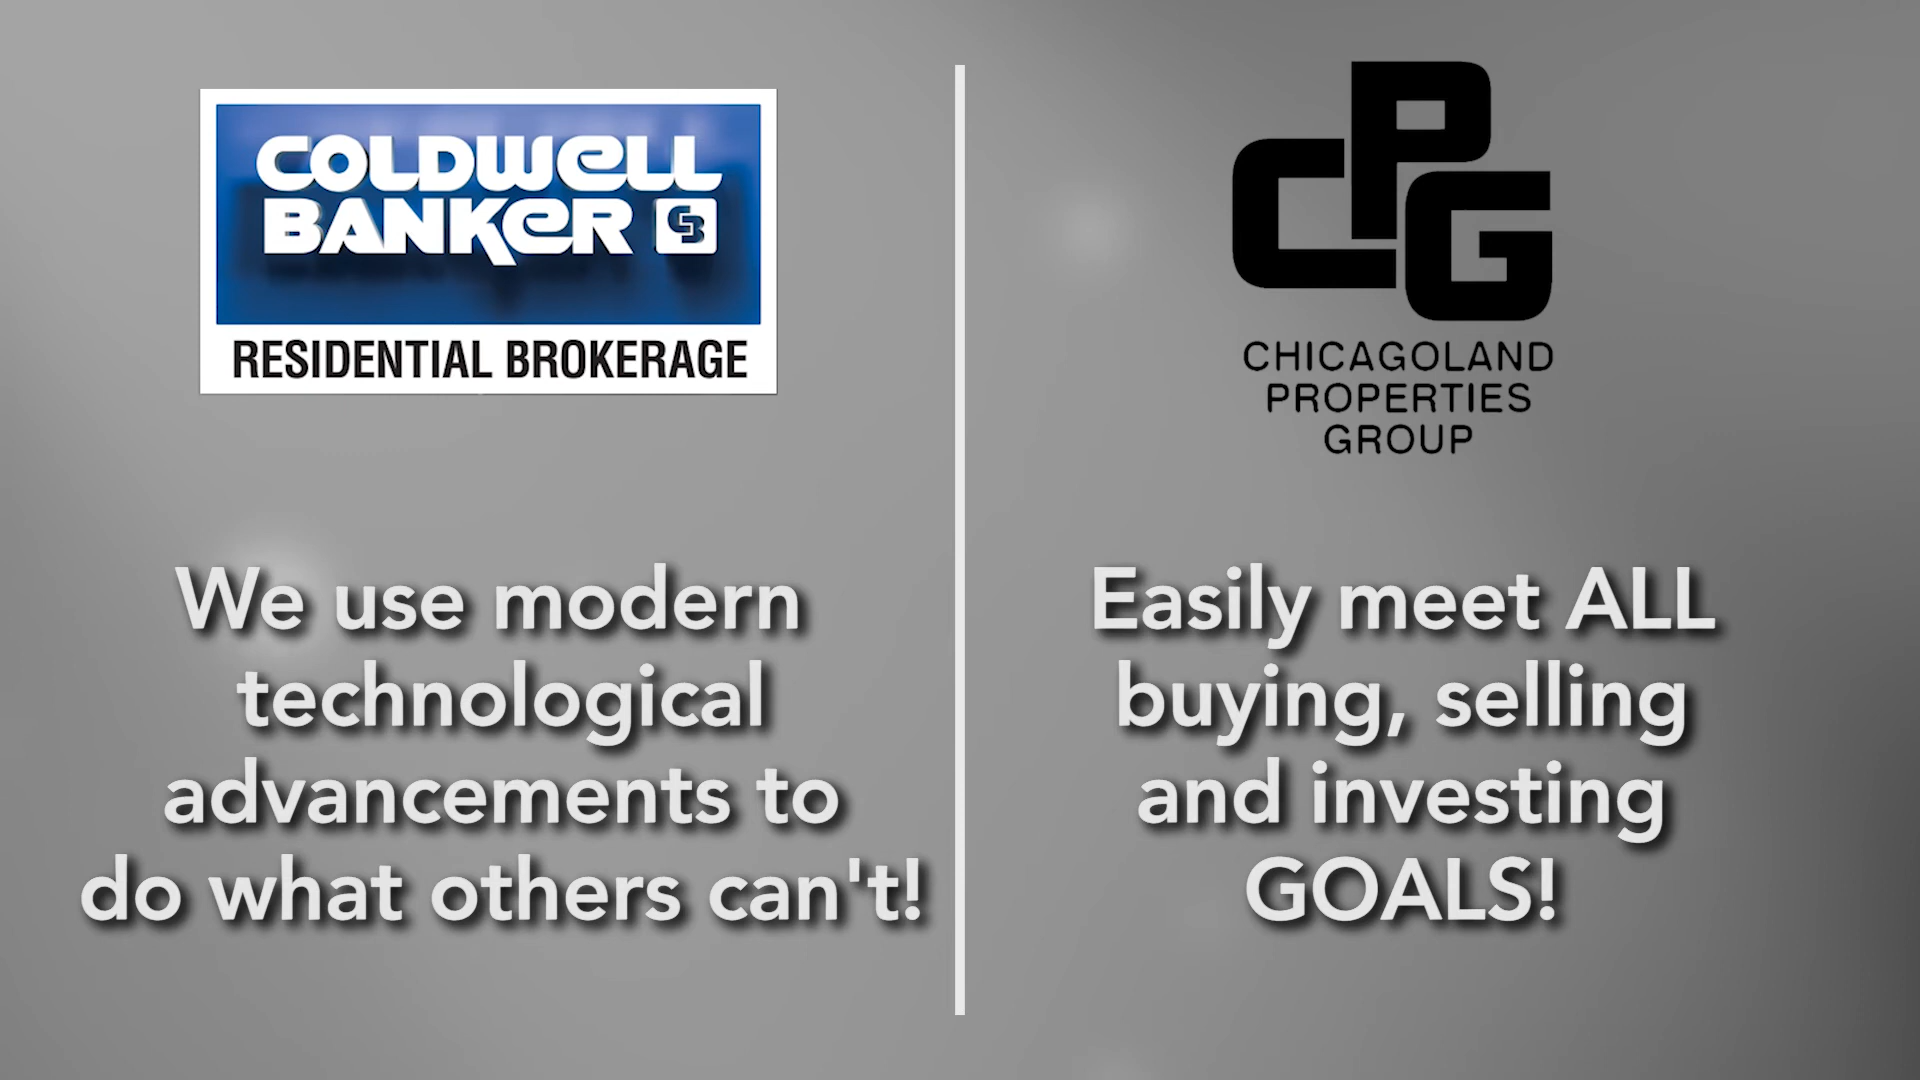 COLDWELL
BANKER CB
RESIDENTIAL BROKERAGE
We use modern
technological
advancements to
do what others can't!
CPG
CHICAGOLAND
PROPERTIES
GROUP
Easily meet ALL
buying, selling
and investing
GOALS!